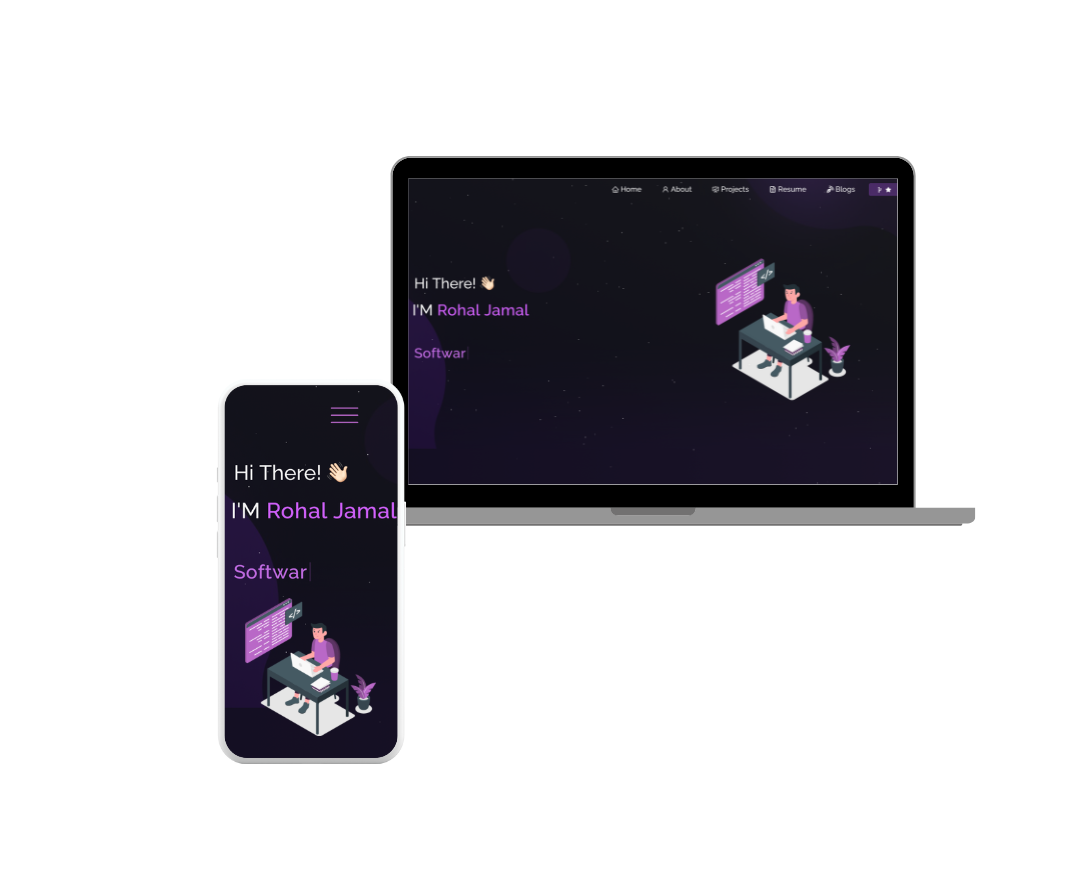 Home About Projects Resume Blogs
Hi There! 👋🏻
I'M Rohal Jamal
Softwar
</>
Hi There! 👋🏻
I'M Rohal Jamal
Softwar
</>